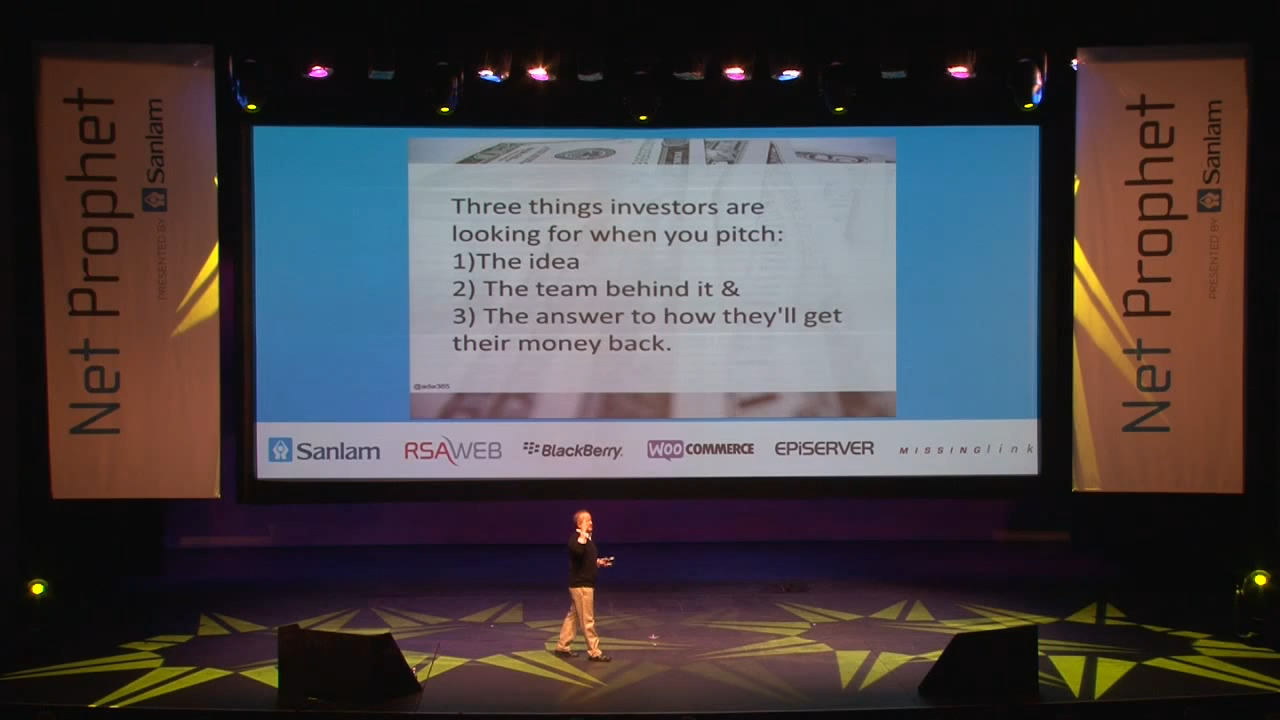 Net Prophet
PRESENTED BY Sanlam
Three things investors are
looking for when you pitch:
1)The idea
2) The team behind it &
3) The answer to how they'll get
their money back.
Sanlam
RSAWEB
BlackBerry.
WOO COMMERCE
EPiSERVER
MISSINGlink
Net Prophet
PRESENTED BY Sanlam